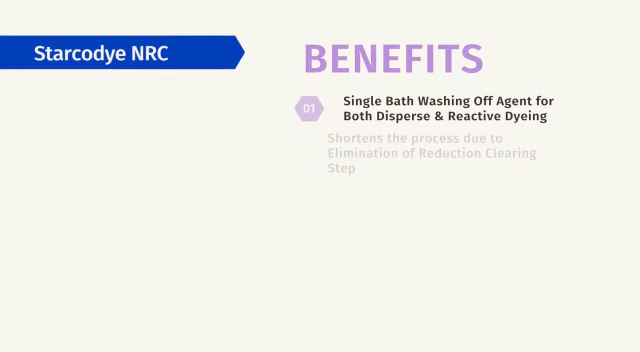 Starcodye NRC
BENEFITS
01
Single Bath Washing Off Agent for
Both Disperse & Reactive Dyeing
Shortens the process due to
Elimination of Reduction Clearing
Step